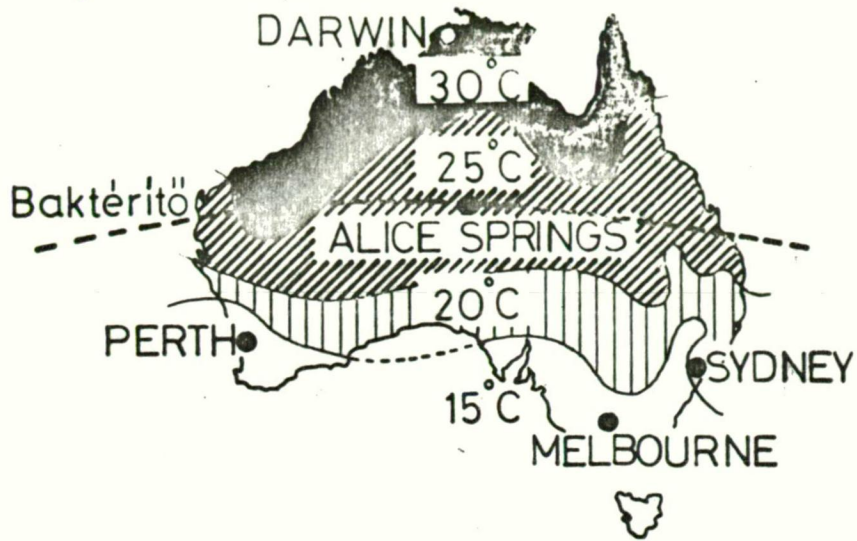 DARWIN
30°C
25°C
Baktérítő
ALICE SPRINGS
20°C
PERTH
SYDNEY
15°C
MELBOURNE